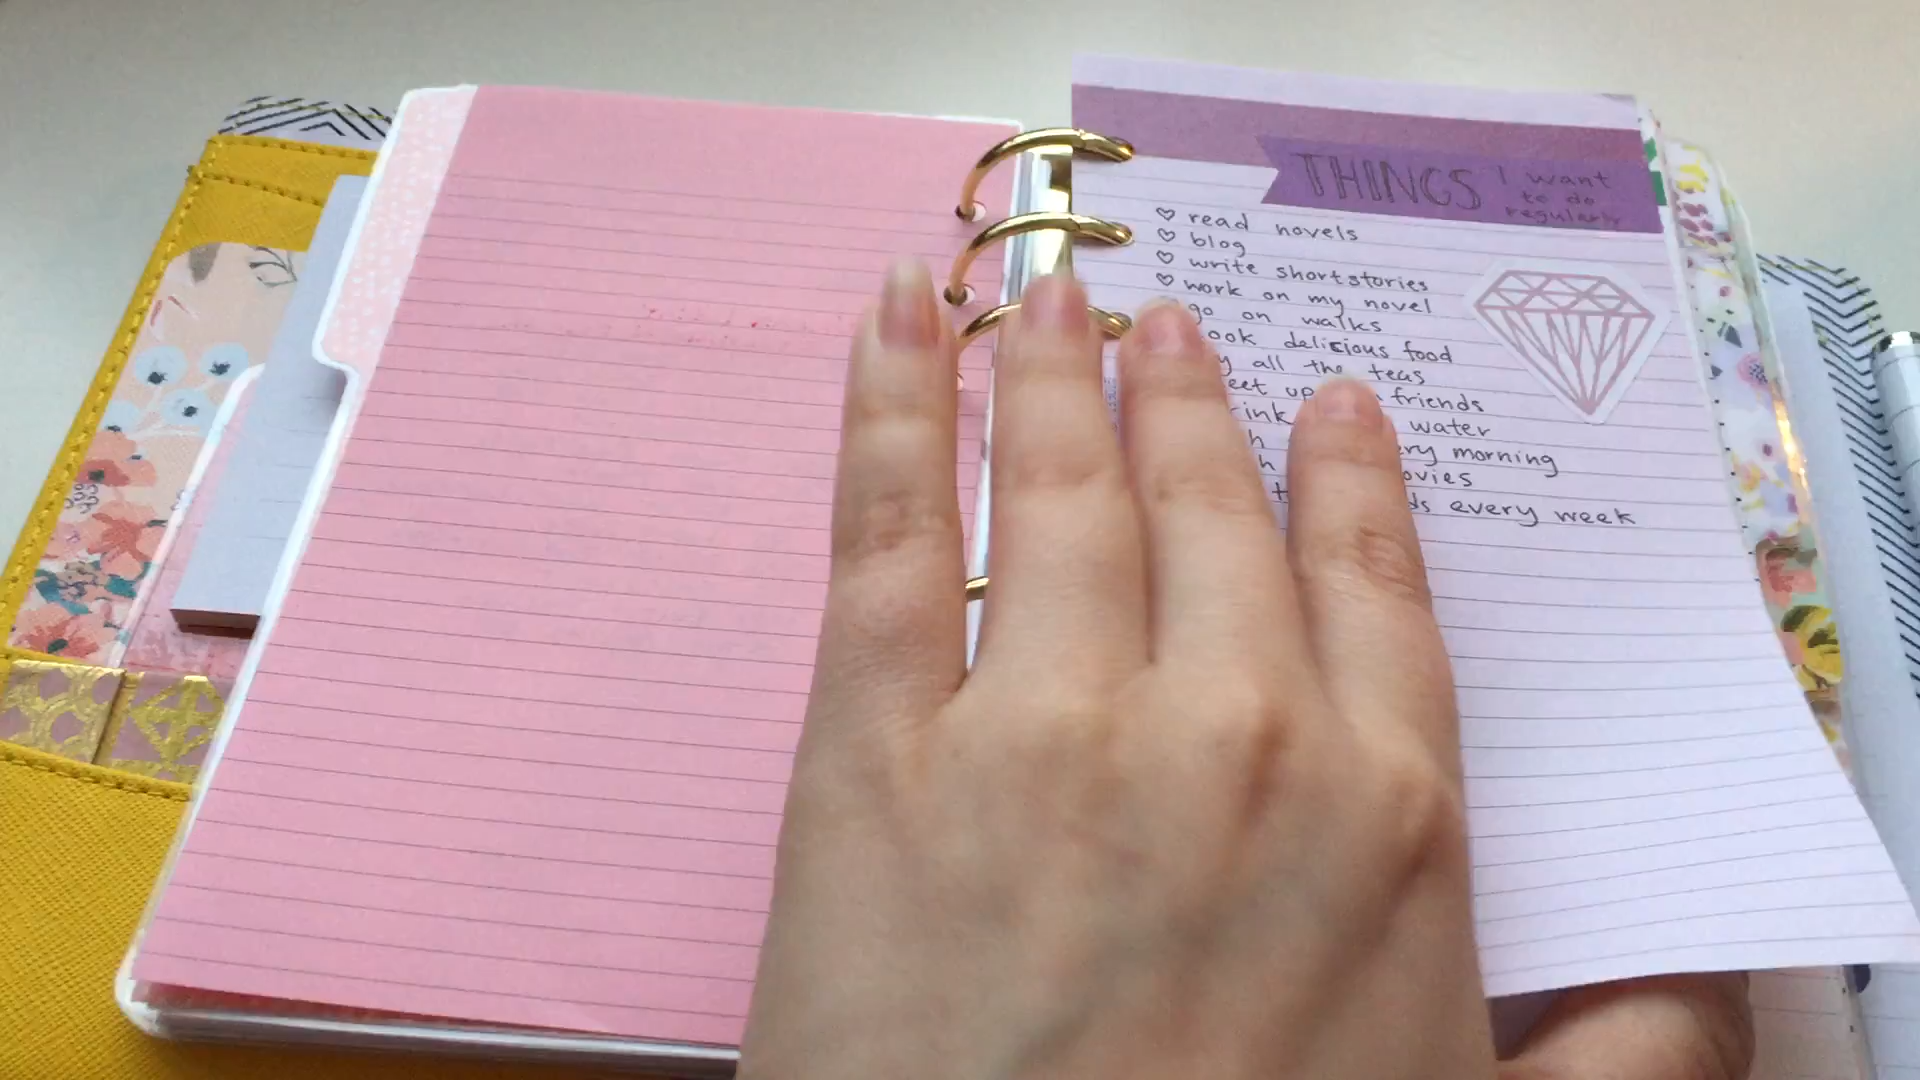 THINGS I want
to do
regularly
♡ read novels
♡ blog
♡ write short stories
♡ work on my novel
go on walks
delicious food
all the teas
up friends
water
morning
every week